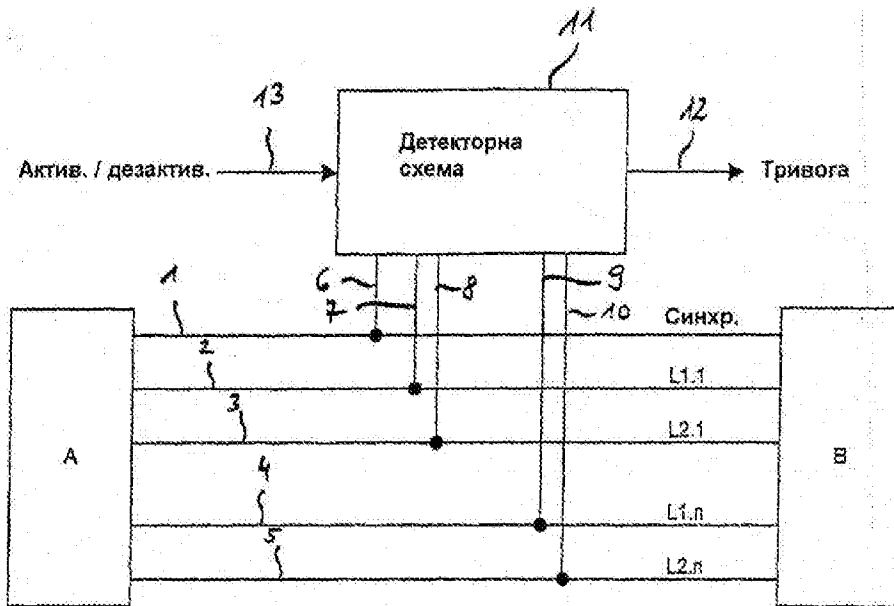 11
13
12
Детекторна
схема
Актив. / дезактив.
Тривога
6
7
8
9
10
1
Синхр.
2
L1.1
3
L2.1
A
B
4
L1.n
5
L2.n